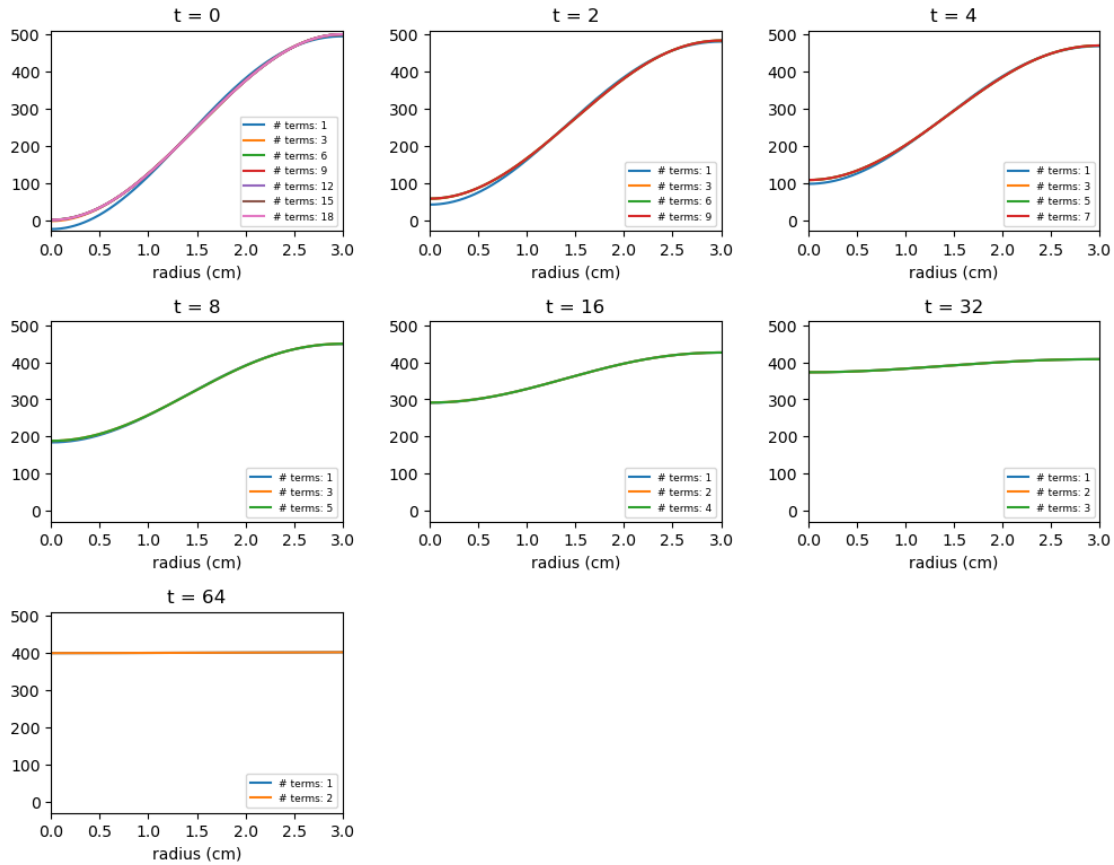 t = 0
500
400
300
200
100
0
# terms: 1
# terms: 3
# terms: 6
# terms: 9
# terms: 12
# terms: 15
# terms: 18
0.0 0.5 1.0 1.5 2.0 2.5 3.0
radius (cm)
t = 2
500
400
300
200
100
0
# terms: 1
# terms: 3
# terms: 6
# terms: 9
0.0 0.5 1.0 1.5 2.0 2.5 3.0
radius (cm)
t = 4
500
400
300
200
100
0
# terms: 1
# terms: 3
# terms: 5
# terms: 7
0.0 0.5 1.0 1.5 2.0 2.5 3.0
radius (cm)
t = 8
500
400
300
200
100
0
# terms: 1
# terms: 3
# terms: 5
0.0 0.5 1.0 1.5 2.0 2.5 3.0
radius (cm)
t = 16
500
400
300
200
100
0
# terms: 1
# terms: 2
# terms: 4
0.0 0.5 1.0 1.5 2.0 2.5 3.0
radius (cm)
t = 32
500
400
300
200
100
0
# terms: 1
# terms: 2
# terms: 3
0.0 0.5 1.0 1.5 2.0 2.5 3.0
radius (cm)
t = 64
500
400
300
200
100
0
# terms: 1
# terms: 2
0.0 0.5 1.0 1.5 2.0 2.5 3.0
radius (cm)